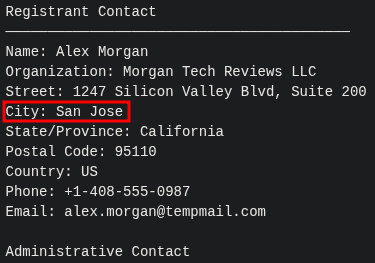 Registrant Contact
Name: Alex Morgan
Organization: Morgan Tech Reviews LLC
Street: 1247 Silicon Valley Blvd, Suite 200
City: San Jose
State/Province: California
Postal Code: 95110
Country: US
Phone: +1-408-555-0987
Email: alex.morgan@tempmail.com
Administrative Contact